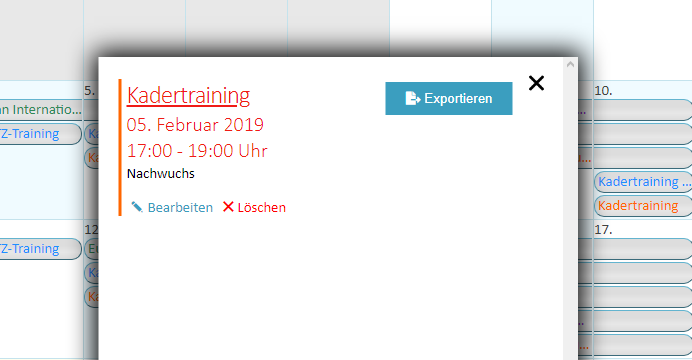 5.
10.
Kadertraining
Exportieren
05. Februar 2019
17:00 - 19:00 Uhr
Nachwuchs
Bearbeiten
Löschen
n Internatio...
Z-Training
Kadertraining ...
Kadertraining
12
17.
Z-Training